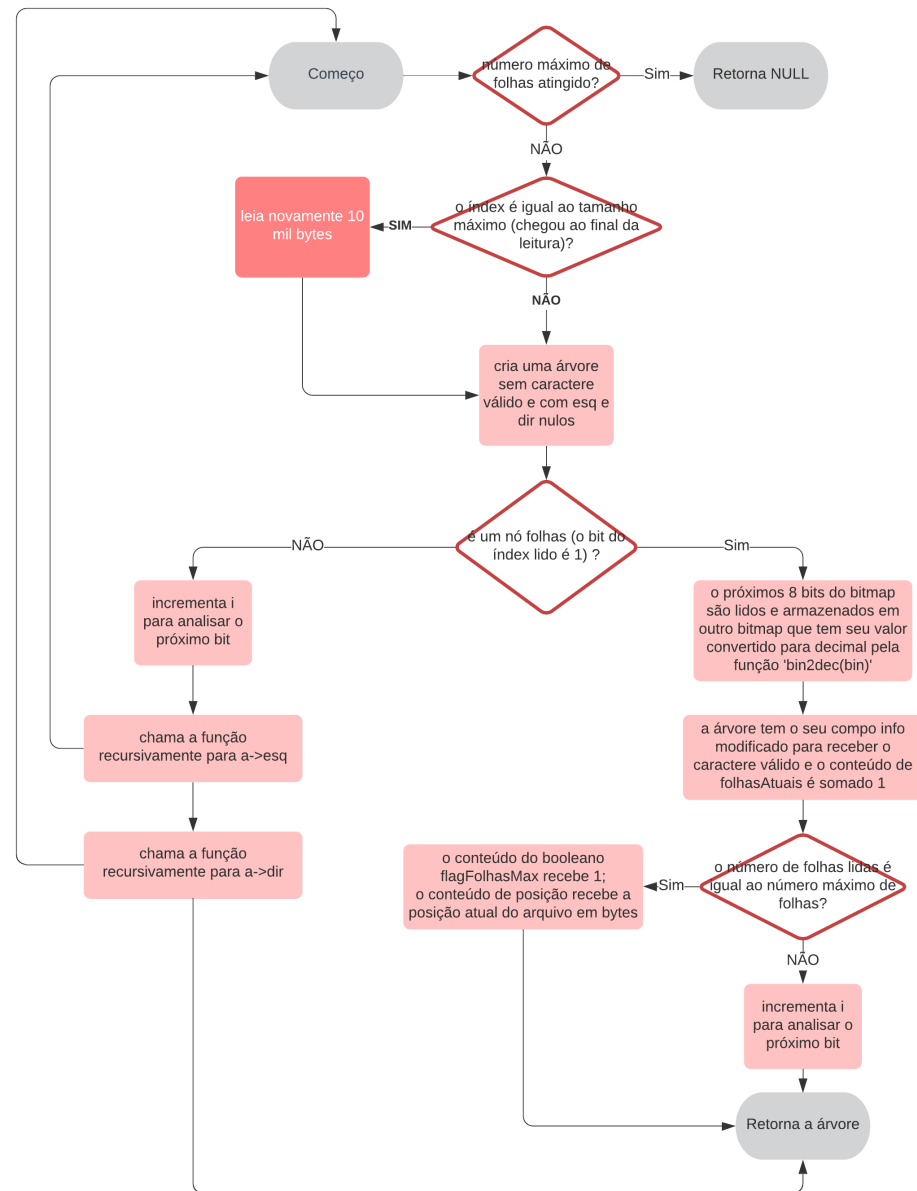 Começo
número máximo de
folhas atingido?
Sim
Retorna NULL
NÃO
o índex é igual ao tamanho
máximo (chegou ao final da
leitura)?
SIM
leia novamente 10
mil bytes
NÃO
cria uma árvore
sem caractere
válido e com esq e
dir nulos
é um nó folhas (o bit do
índex lido é 1) ?
NÃO
Sim
incrementa i
para analisar o
próximo bit
o próximos 8 bits do bitmap
são lidos e armazenados em
outro bitmap que tem seu valor
convertido para decimal pela
função 'bin2dec(bin)'
chama a função
recursivamente para a->esq
a árvore tem o seu compo info
modificado para receber o
caractere válido e o conteúdo de
folhasAtuais é somado 1
chama a função
recursivamente para a->dir
o número de folhas lidas é
igual ao número máximo de
folhas?
Sim
o conteúdo do booleano
flagFolhasMax recebe 1;
o conteúdo de posição recebe a
posição atual do arquivo em bytes
NÃO
incrementa i
para analisar o
próximo bit
Retorna a árvore